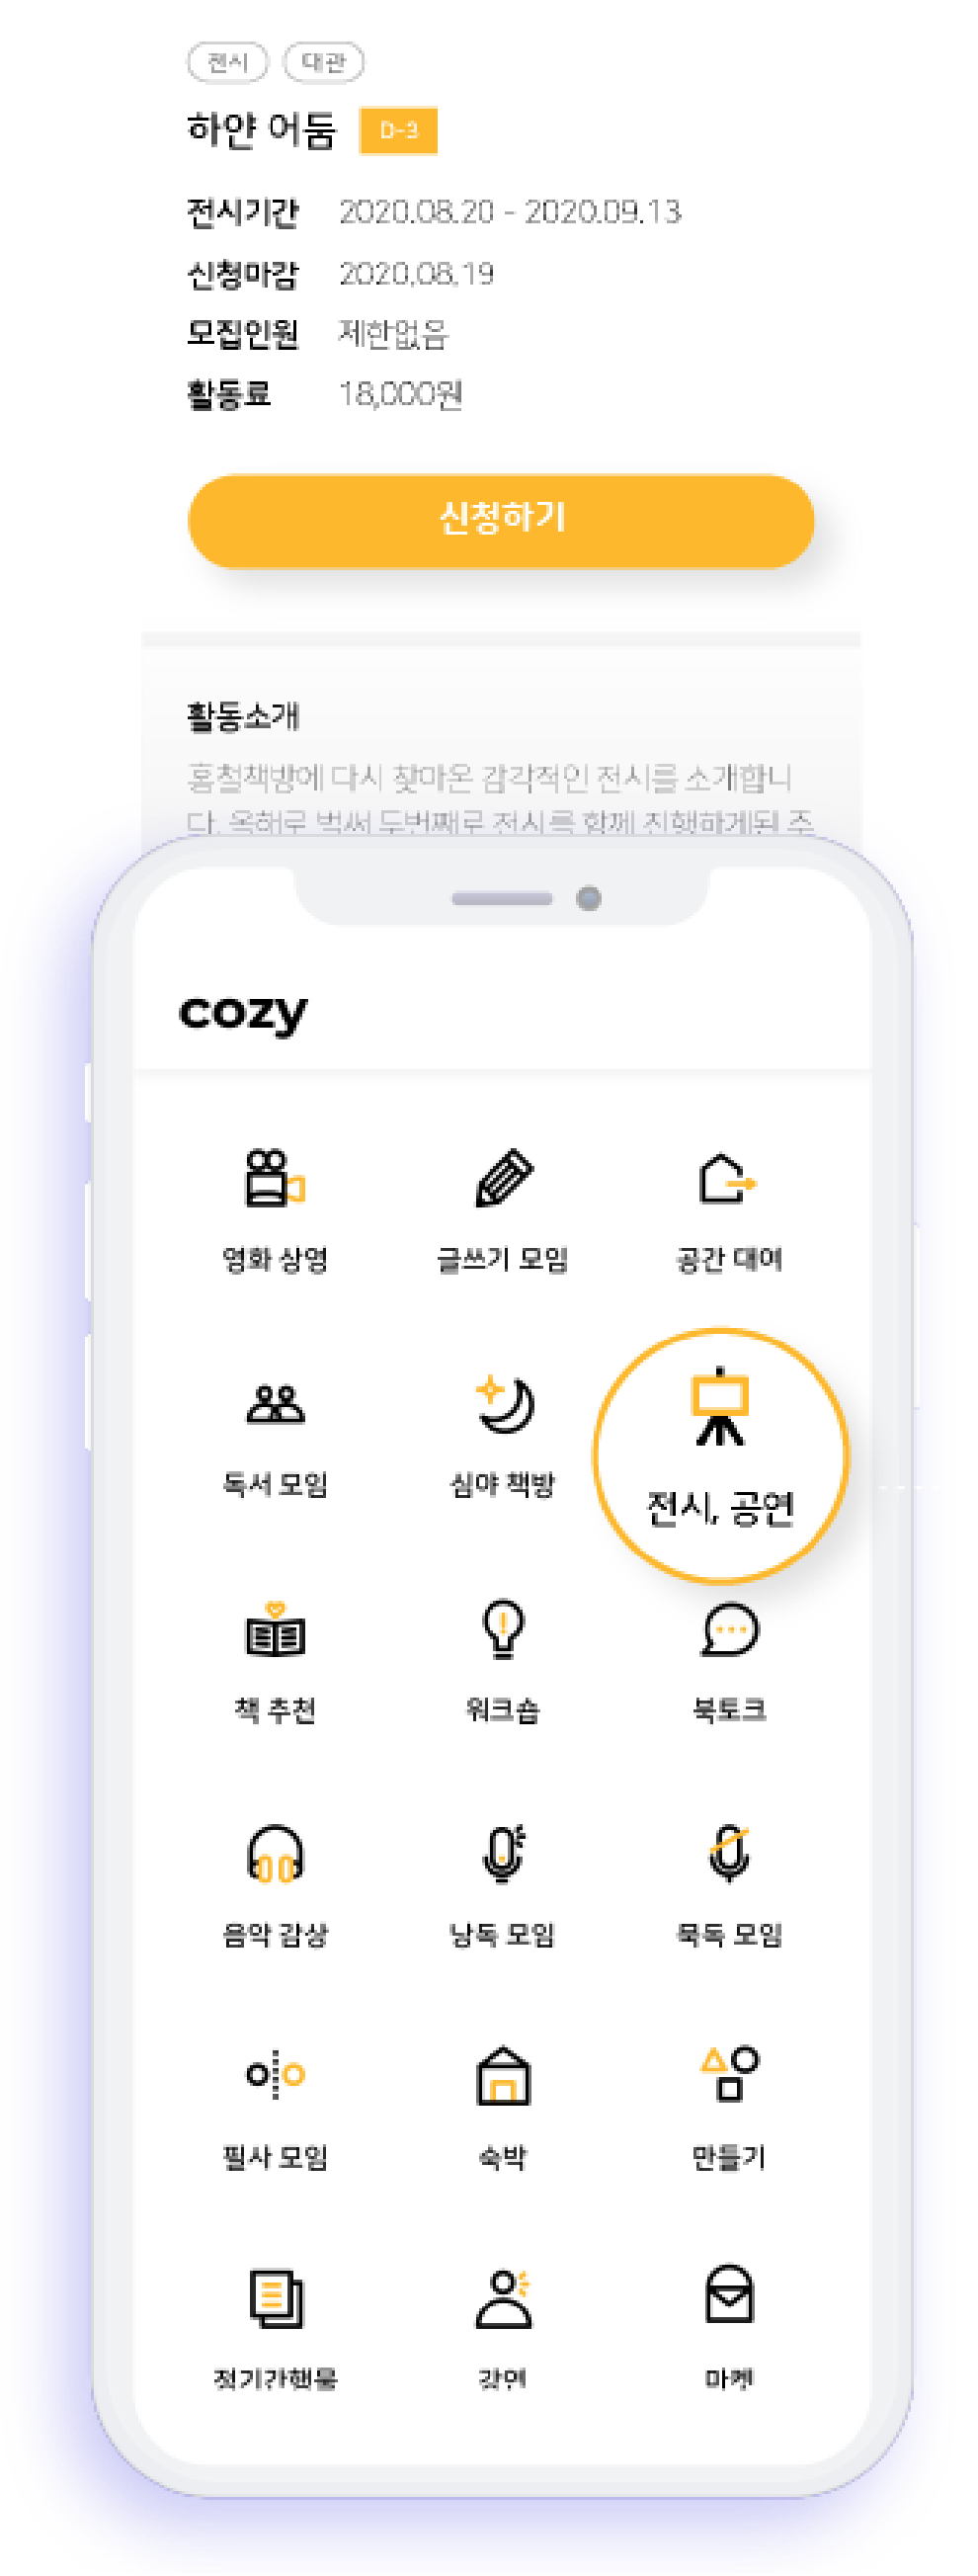 전시 대관
하얀 어둠 D-3
전시기간 2020.08.20 - 2020.09.13
신청마감 2020.08.19
모집인원 제한없음
활동료 18,000원
신청하기
활동소개
홍철책방에 다시 찾아온 감각적인 전시를 소개합니
다. 올해로 벌써 두번째로 전시를 함께 진행하게된 주
cozy
영화 상영 글쓰기 모임 공간 대여
독서 모임 심야 책방 전시, 공연
책 추천 워크숍 북토크
음악 감상 낭독 모임 묵독 모임
필사 모임 숙박 만들기
정기간행물 강연 마켓